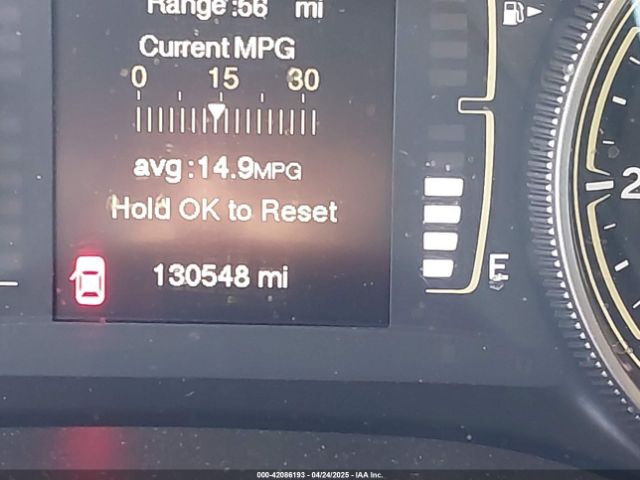 Range:56 mi
Current MPG
0 15 30
avg:14.9MPG
Hold OK to Reset
130548 mi
E
2
000-42086193 - 04/24/2025 - IAA Inc.